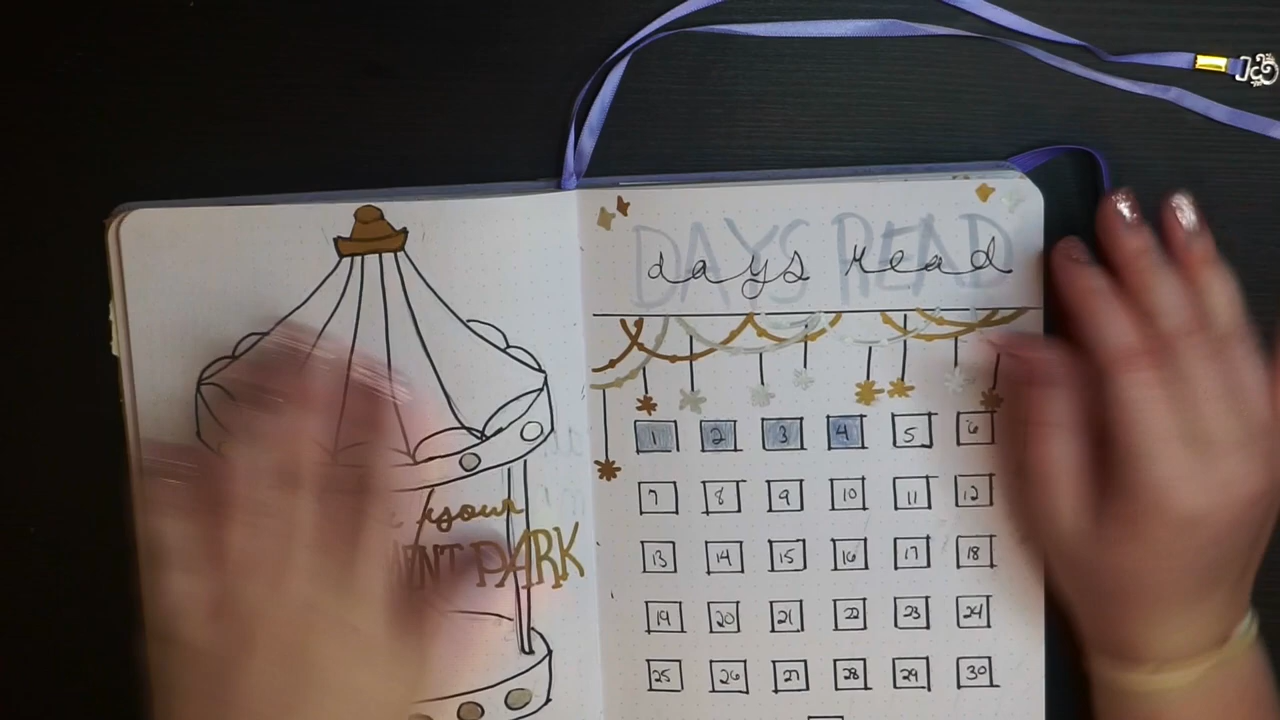 your
PARK
DAYS READ
days read
1 2 3 4 5 6
7 8 9 10 11 12
13 14 15 16 17 18
19 20 21 22 23 24
25 26 27 28 29 30